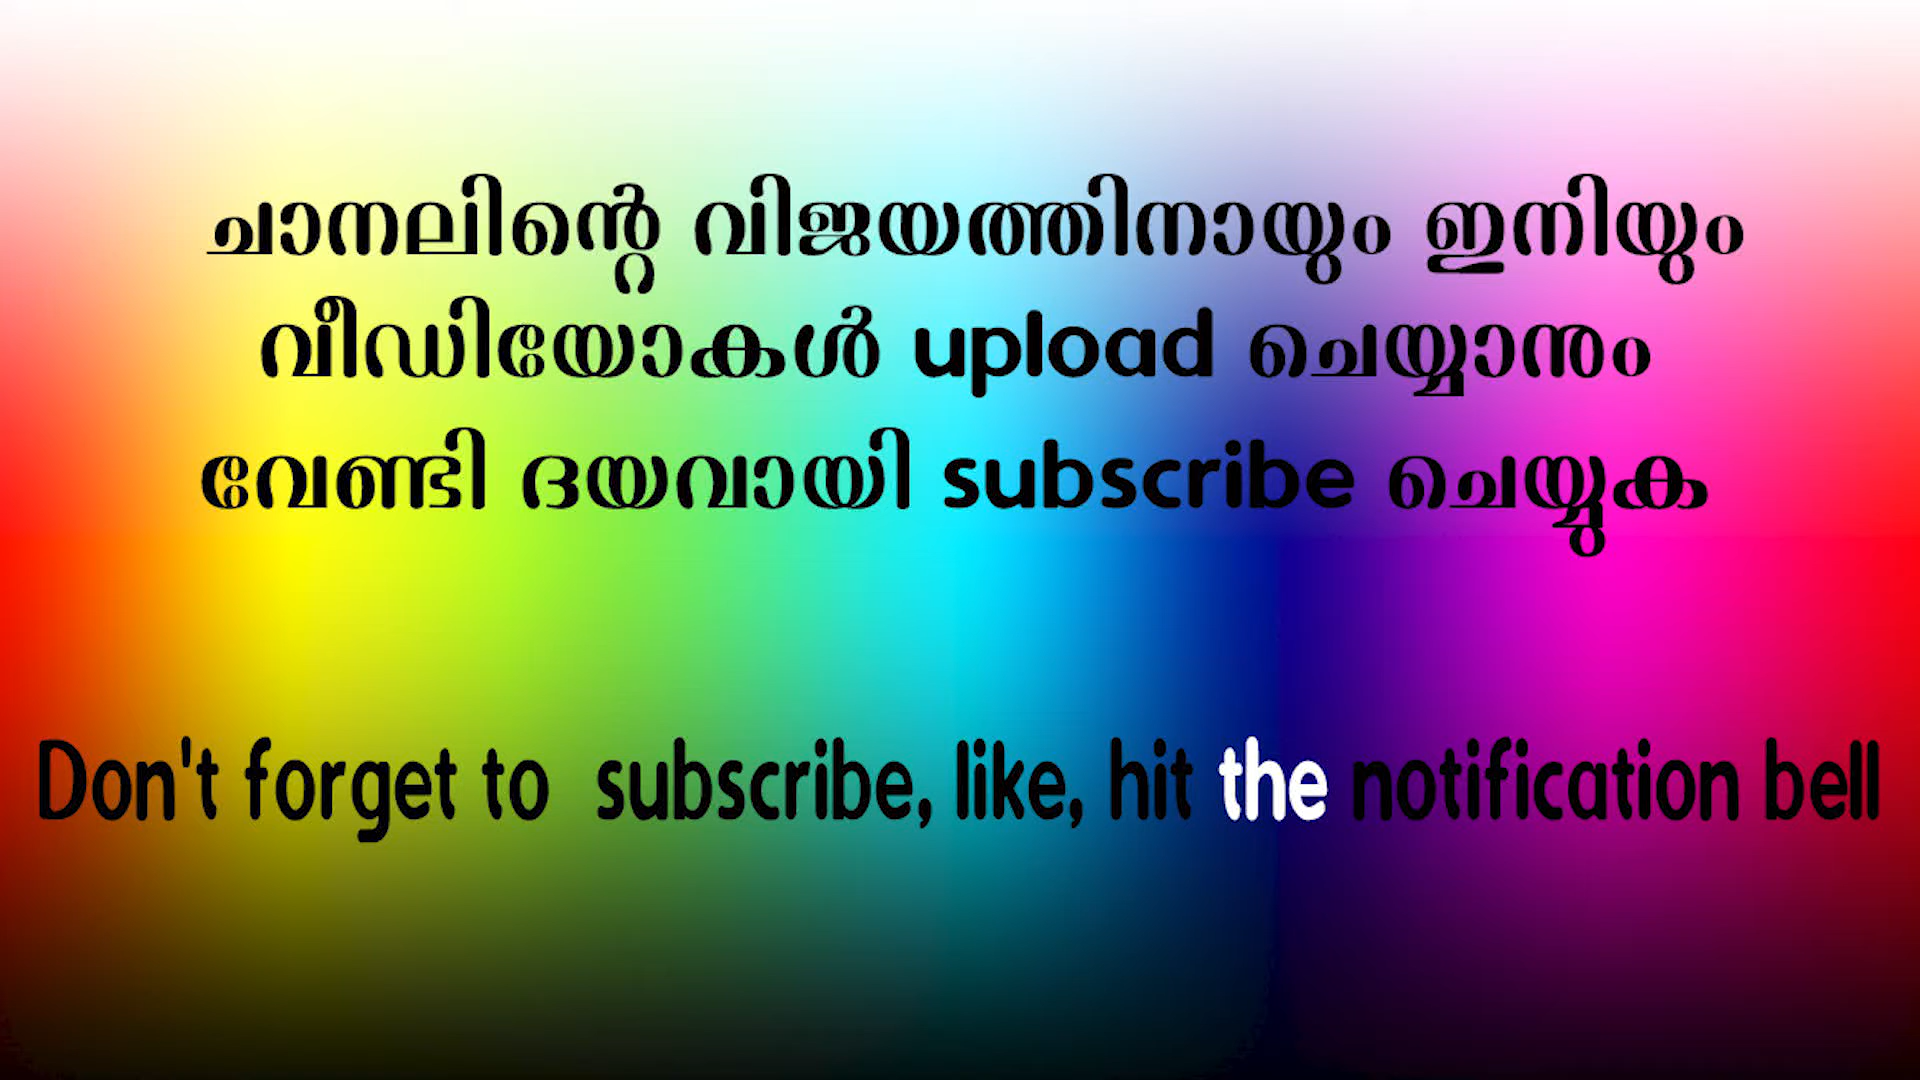 ചാനലിന്റെ വിജയത്തിനായും ഇനിയും
വീഡിയോകൾ upload ചെയ്യാനും
വേണ്ടി ദയവായി subscribe ചെയ്യുക
Don't forget to subscribe, like, hit the notification bell